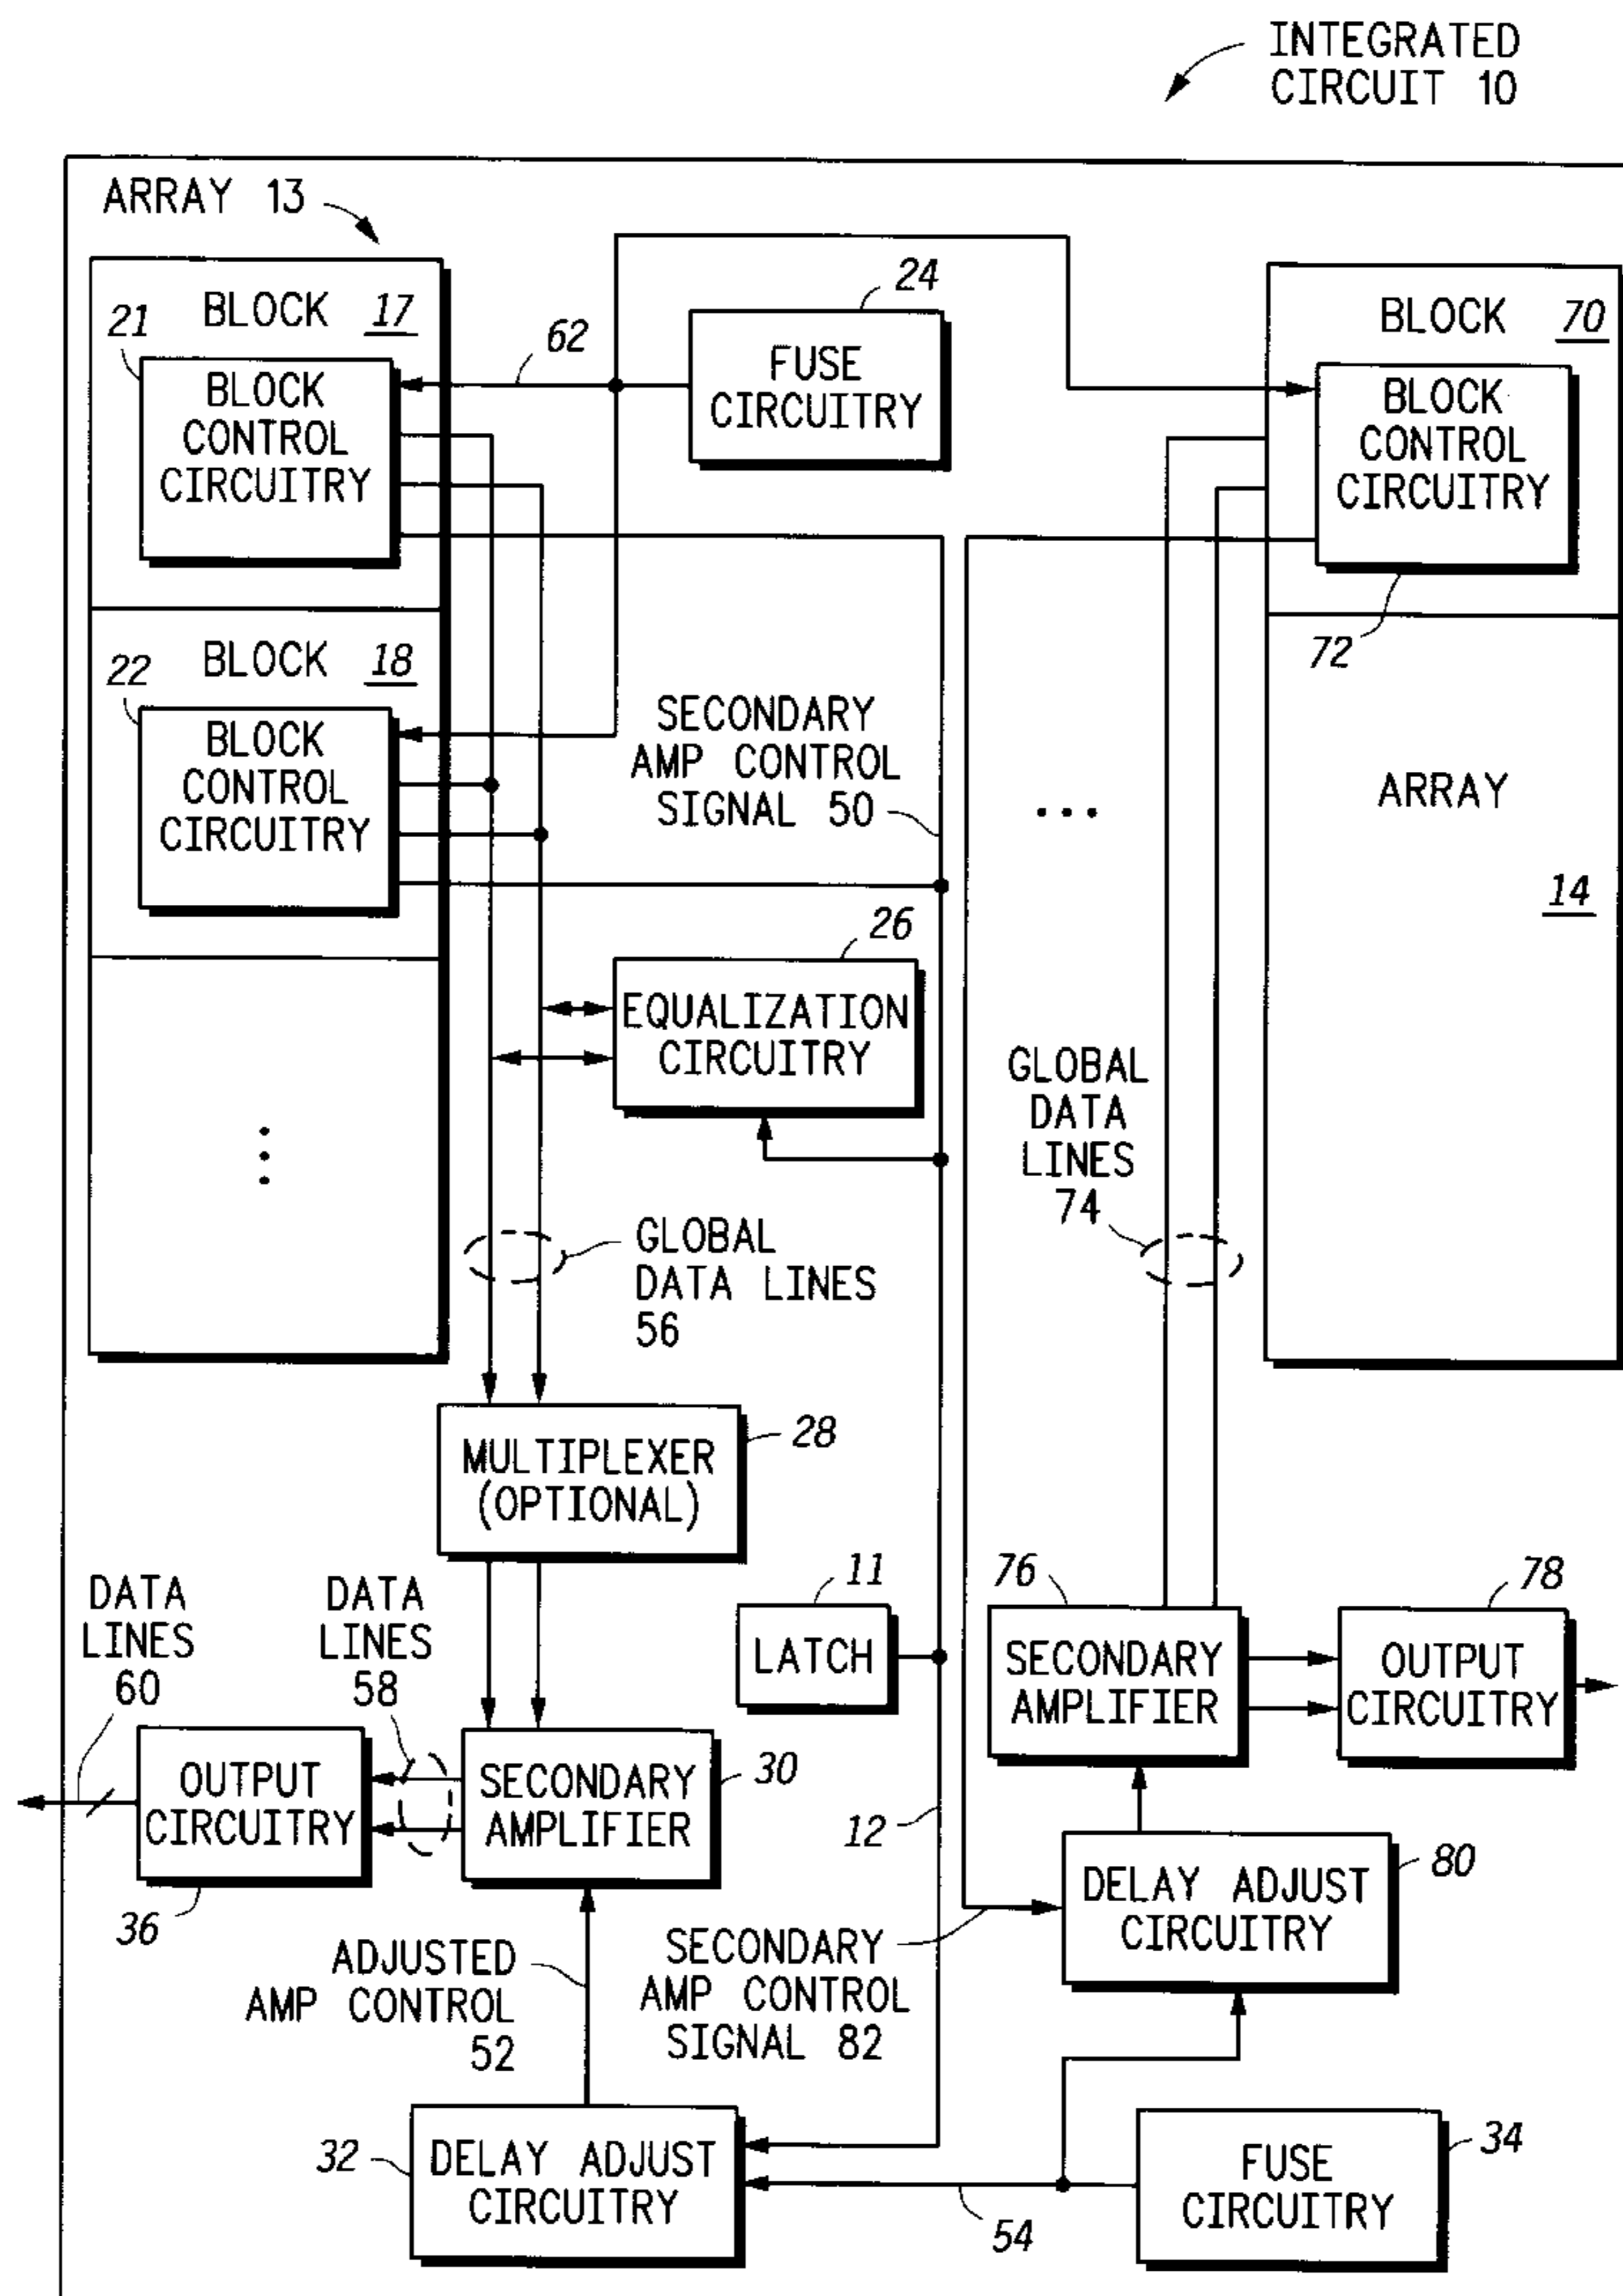 INTEGRATED
CIRCUIT 10
ARRAY 13
BLOCK 17
21
BLOCK
CONTROL
CIRCUITRY
62
24
FUSE
CIRCUITRY
BLOCK 70
BLOCK
CONTROL
CIRCUITRY
72
BLOCK 18
22
BLOCK
CONTROL
CIRCUITRY
SECONDARY
AMP CONTROL
SIGNAL 50
...
ARRAY
14
26
EQUALIZATION
CIRCUITRY
GLOBAL
DATA
LINES
74
GLOBAL
DATA LINES
56
MULTIPLEXER
(OPTIONAL)
28
DATA
LINES
60
DATA
LINES
58
11
LATCH
76
SECONDARY
AMPLIFIER
78
OUTPUT
CIRCUITRY
OUTPUT
CIRCUITRY
36
SECONDARY
AMPLIFIER
30
12
DELAY ADJUST
CIRCUITRY
80
ADJUSTED
AMP CONTROL
52
SECONDARY
AMP CONTROL
SIGNAL 82
32
DELAY ADJUST
CIRCUITRY
54
FUSE
CIRCUITRY
34